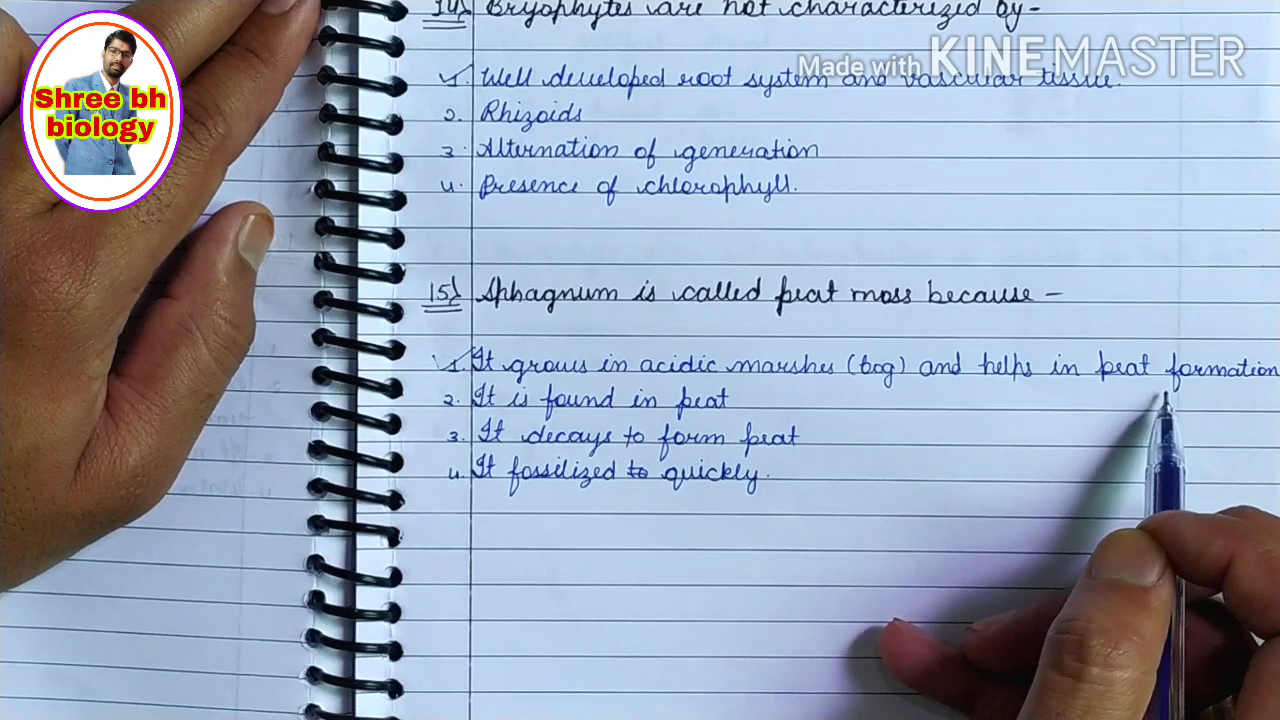 14) Bryophytes are not characterized by-
Made with KINEMASTER
Shree bh
biology
1. Well developed root system and vascular tissue.
2. Rhizoids
3. Alternation of generation
4. Presence of chlorophyll.
15) Sphagnum is called peat moss because -
1. It grows in acidic marshes (bog) and helps in peat formation
2. It is found in peat
3. It decays to form peat
4. It fossilized to quickly.